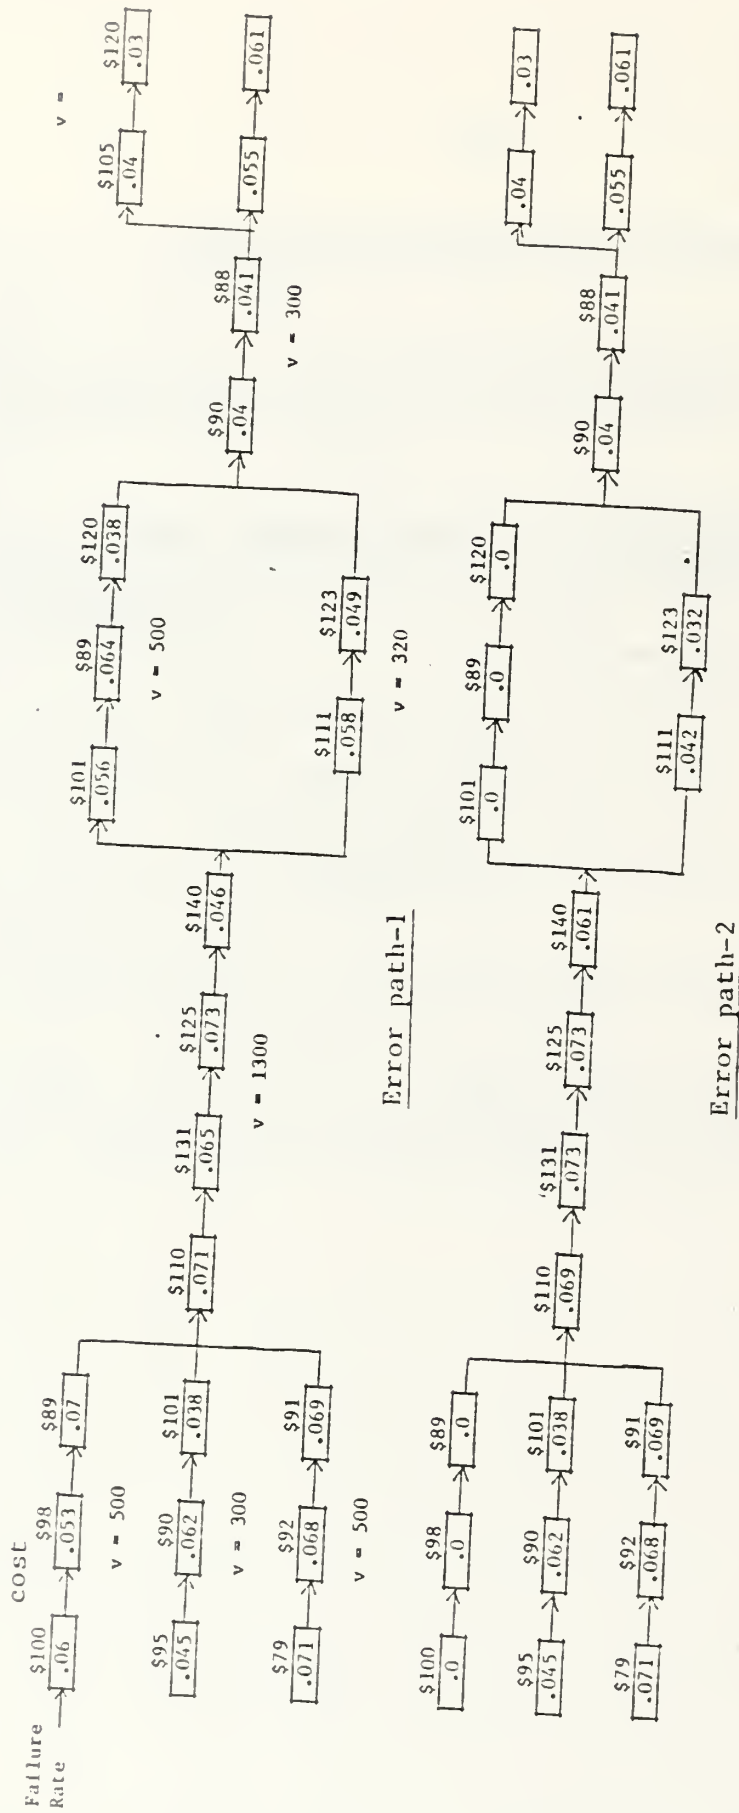 Failure
Rate
cost
$100 $98 $89
.06 .053 .07
v = 500
$95 $90 $101
.045 .062 .038
v = 300
$79 $92 $91
.071 .068 .069
v = 500
$110 $131 $125 $140
.071 .065 .073 .046
v = 1300
$101 $89 $120
.056 .064 .038
v = 500
$111 $123
.058 .049
v = 320
$90 $88
.04 .041
v = 300
v =
$105 $120
.04 .03
.055 .061
Error path-1
$100 $98 $89
.0 .0 .0
$95 $90 $101
.045 .062 .038
$79 $92 $91
.071 .068 .069
$110 $131 $125 $140
.069 .073 .073 .061
$101 $89 $120
.0 .0 .0
$111 $123
.042 .032
$90 $88
.04 .041
.04 .03
.055 .061
Error path-2